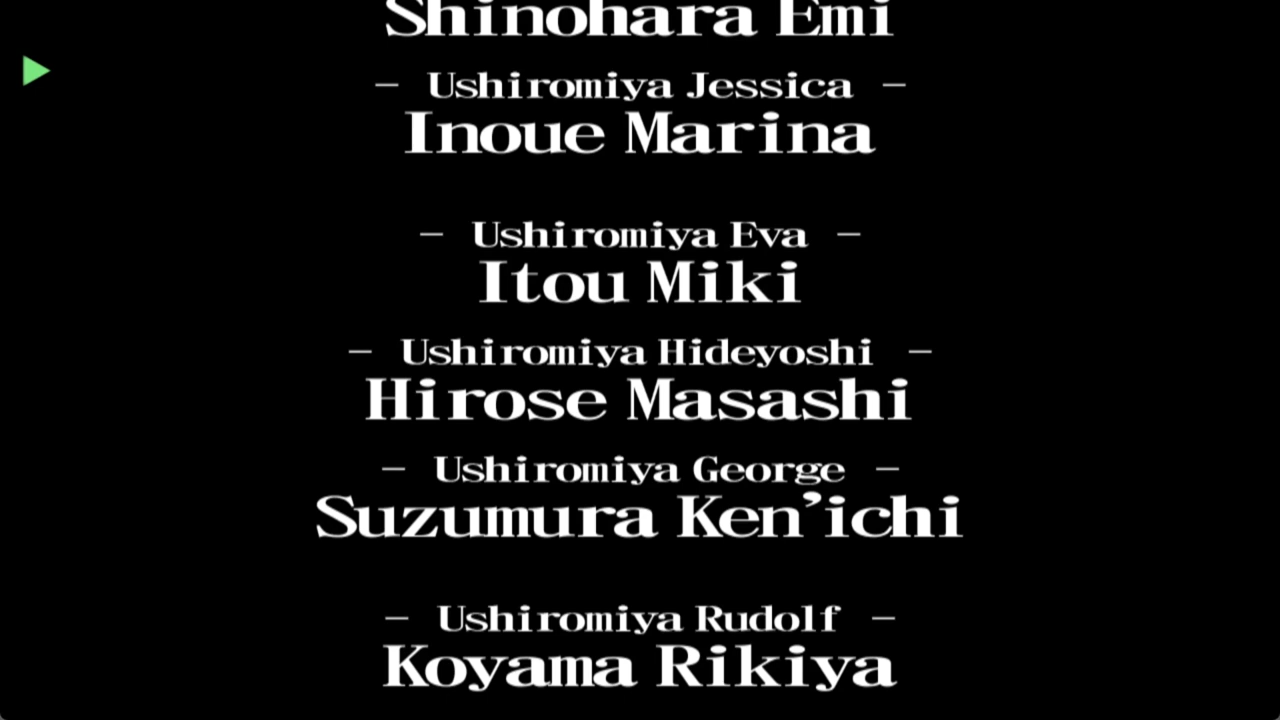 Shinohara Emi
- Ushiromiya Jessica -
Inoue Marina
- Ushiromiya Eva -
Itou Miki
- Ushiromiya Hideyoshi -
Hirose Masashi
- Ushiromiya George -
Suzumura Ken'ichi
- Ushiromiya Rudolf -
Koyama Rikiya